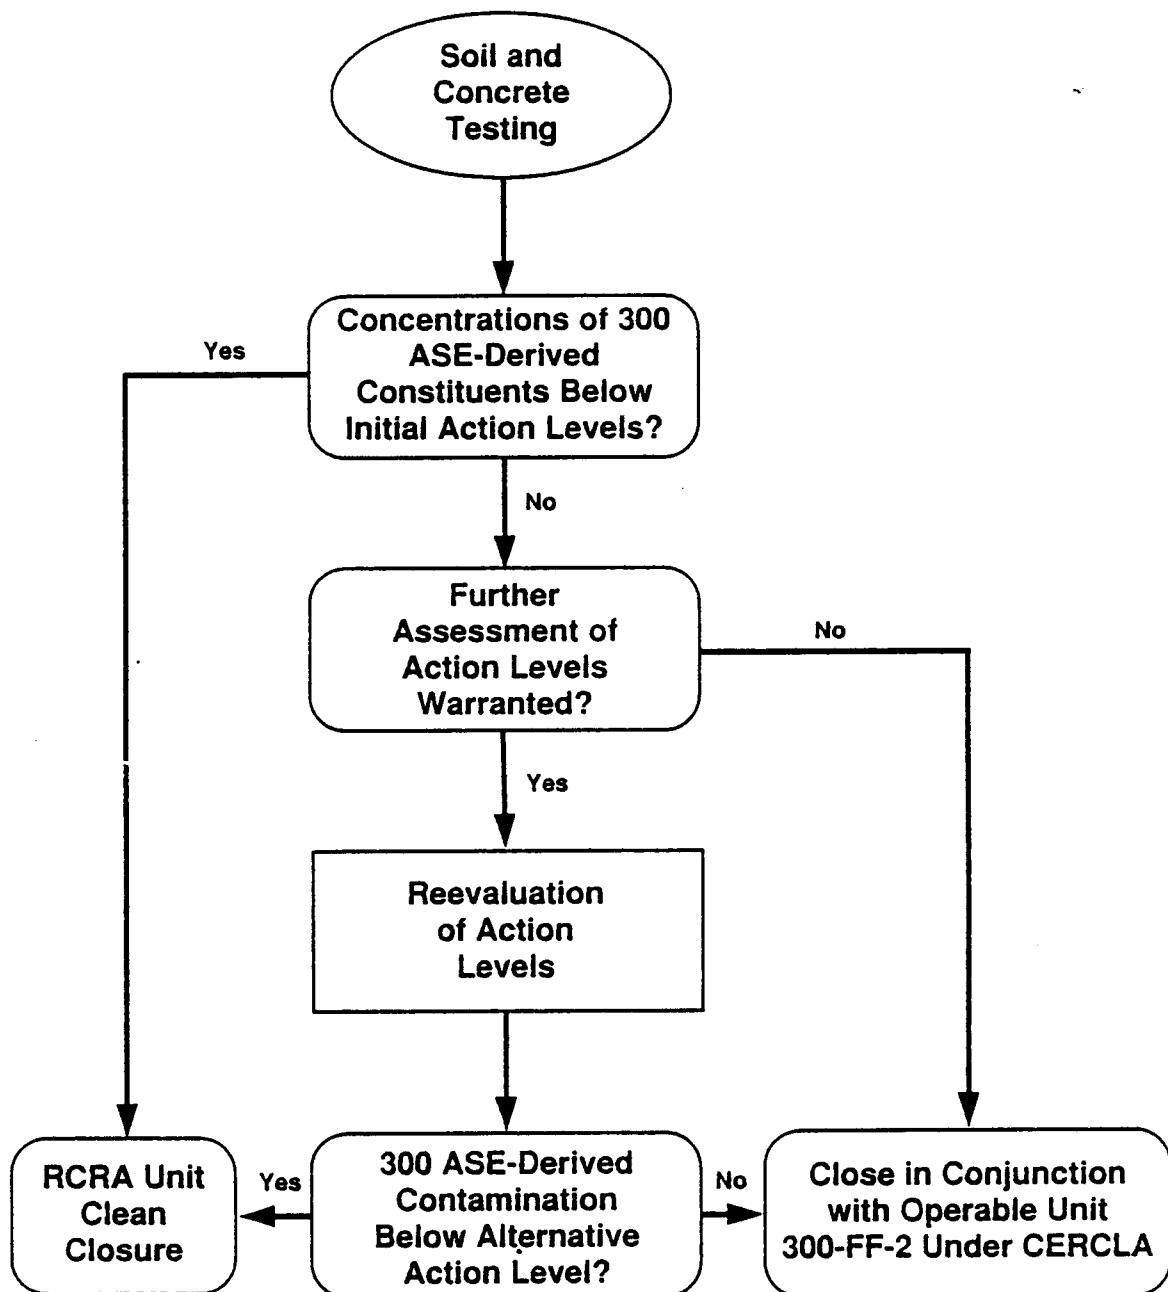 Soil and
Concrete
Testing
Concentrations of 300
ASE-Derived
Constituents Below
Initial Action Levels?
Yes
No
Further
Assessment of
Action Levels
Warranted?
No
Yes
Reevaluation
of Action
Levels
RCRA Unit
Clean
Closure
Yes
300 ASE-Derived
Contamination
Below Alternative
Action Level?
No
Close in Conjunction
with Operable Unit
300-FF-2 Under CERCLA